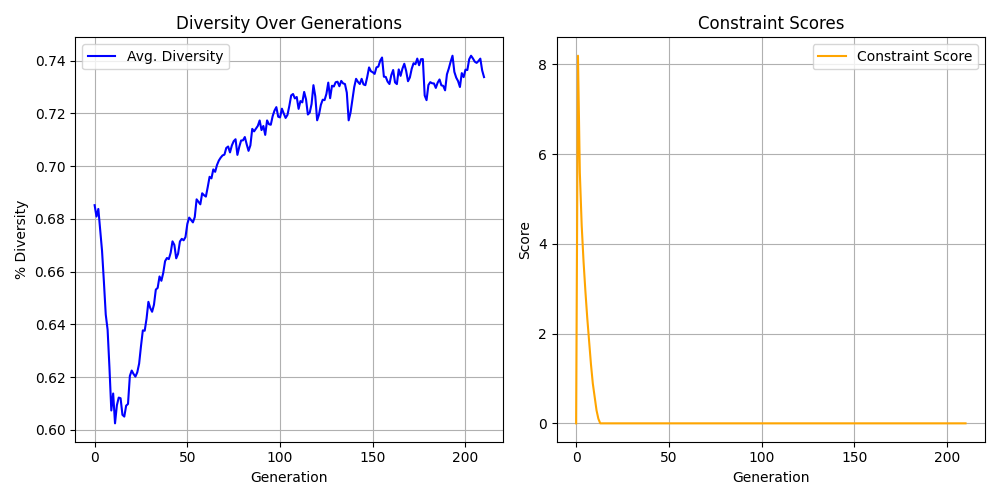 Diversity Over Generations
Avg. Diversity
% Diversity
0.74
0.72
0.70
0.68
0.66
0.64
0.62
0.60
0 50 100 150 200
Generation
Constraint Scores
Constraint Score
Score
8
6
4
2
0
0 50 100 150 200
Generation